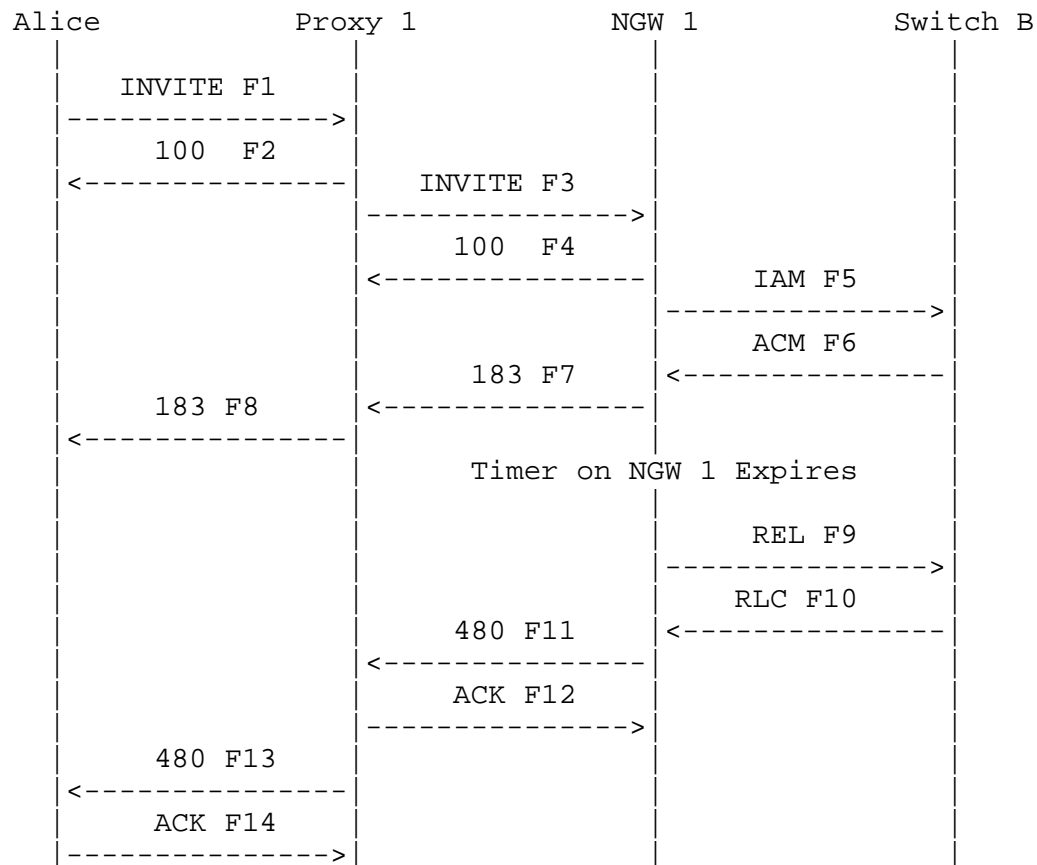 Alice Proxy 1 NGW 1 Switch B
INVITE F1
100 F2
INVITE F3
100 F4
IAM F5
ACM F6
183 F7
183 F8
Timer on NGW 1 Expires
REL F9
RLC F10
480 F11
ACK F12
480 F13
ACK F14